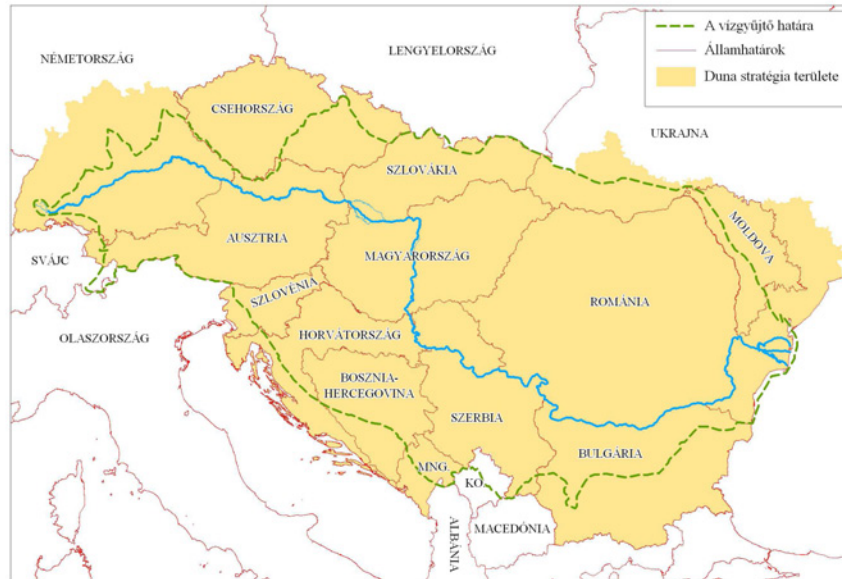 A vízgyűjtő határa
Államhatárok
Duna stratégia területe
NÉMETORSZÁG
LENGYELORSZÁG
CSEHORSZÁG
UKRAJNA
SZLOVÁKIA
MOLDOVA
AUSZTRIA
MAGYARORSZÁG
SVÁJC
SZLOVÉNIA
ROMÁNIA
OLASZORSZÁG
HORVÁTORSZÁG
BOSZNIA-
HERCEGOVINA
SZERBIA
BULGÁRIA
MNG.
KO.
MACEDÓNIA
ALBÁNIA